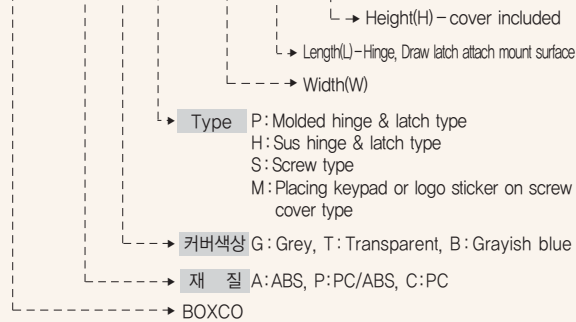 Height(H)-cover included
Length(L)-Hinge, Draw latch attach mount surface
Width(W)
Type P:Molded hinge & latch type
H:Sus hinge & latch type
S:Screw type
M:Placing keypad or logo sticker on screw
cover type
커버색상 G:Grey, T:Transparent, B:Grayish blue
재 질 A:ABS, P:PC/ABS, C:PC
BOXCO